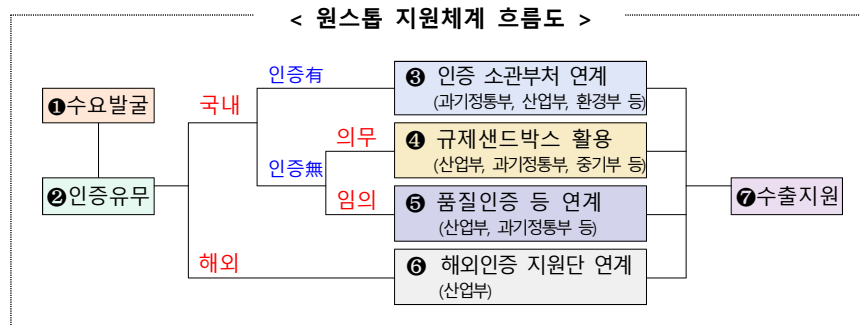 < 원스톱 지원체계 흐름도 >
❶수요발굴
❷인증유무
국내
해외
인증有
인증無
의무
임의
❸ 인증 소관부처 연계
(과기정통부, 산업부, 환경부 등)
❹ 규제샌드박스 활용
(산업부, 과기정통부, 중기부 등)
❺ 품질인증 등 연계
(산업부, 과기정통부 등)
❻ 해외인증 지원단 연계
(산업부)
❼수출지원